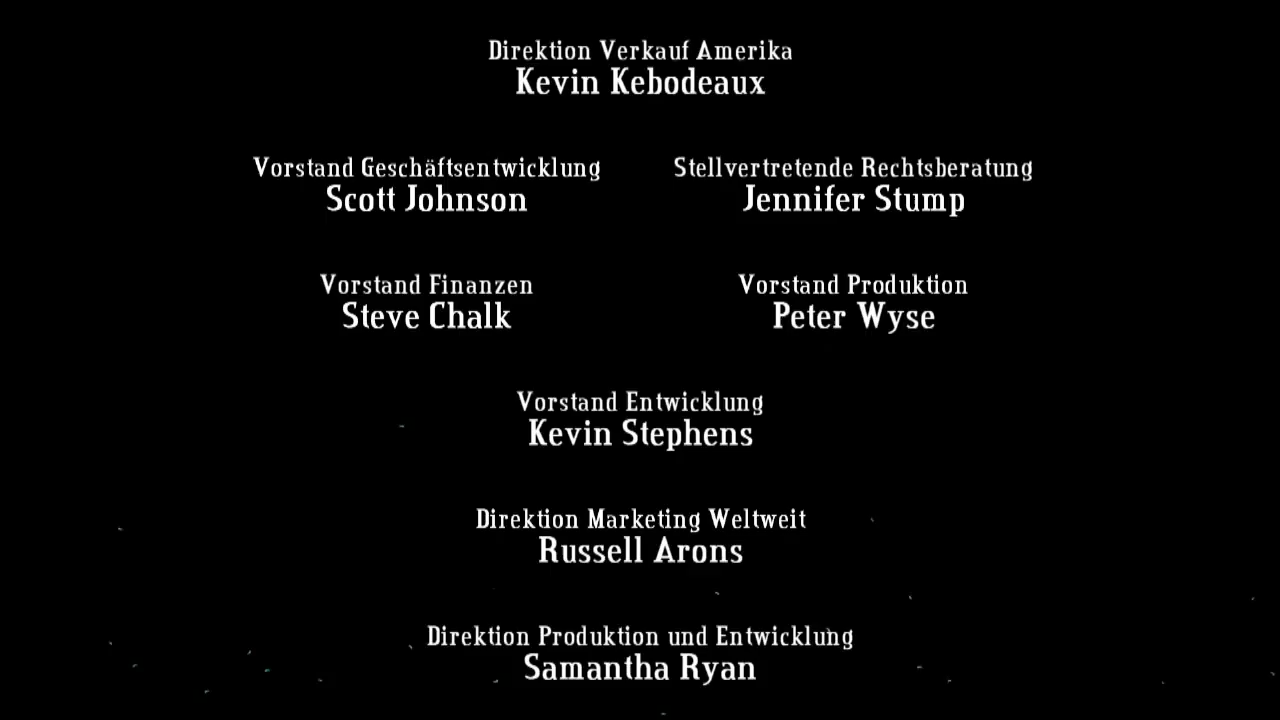 Direktion Verkauf Amerika
Kevin Kebodeaux
Vorstand Geschäftsentwicklung
Scott Johnson
Stellvertretende Rechtsberatung
Jennifer Stump
Vorstand Finanzen
Steve Chalk
Vorstand Produktion
Peter Wyse
Vorstand Entwicklung
Kevin Stephens
Direktion Marketing Weltweit
Russell Arons
Direktion Produktion und Entwicklung
Samantha Ryan